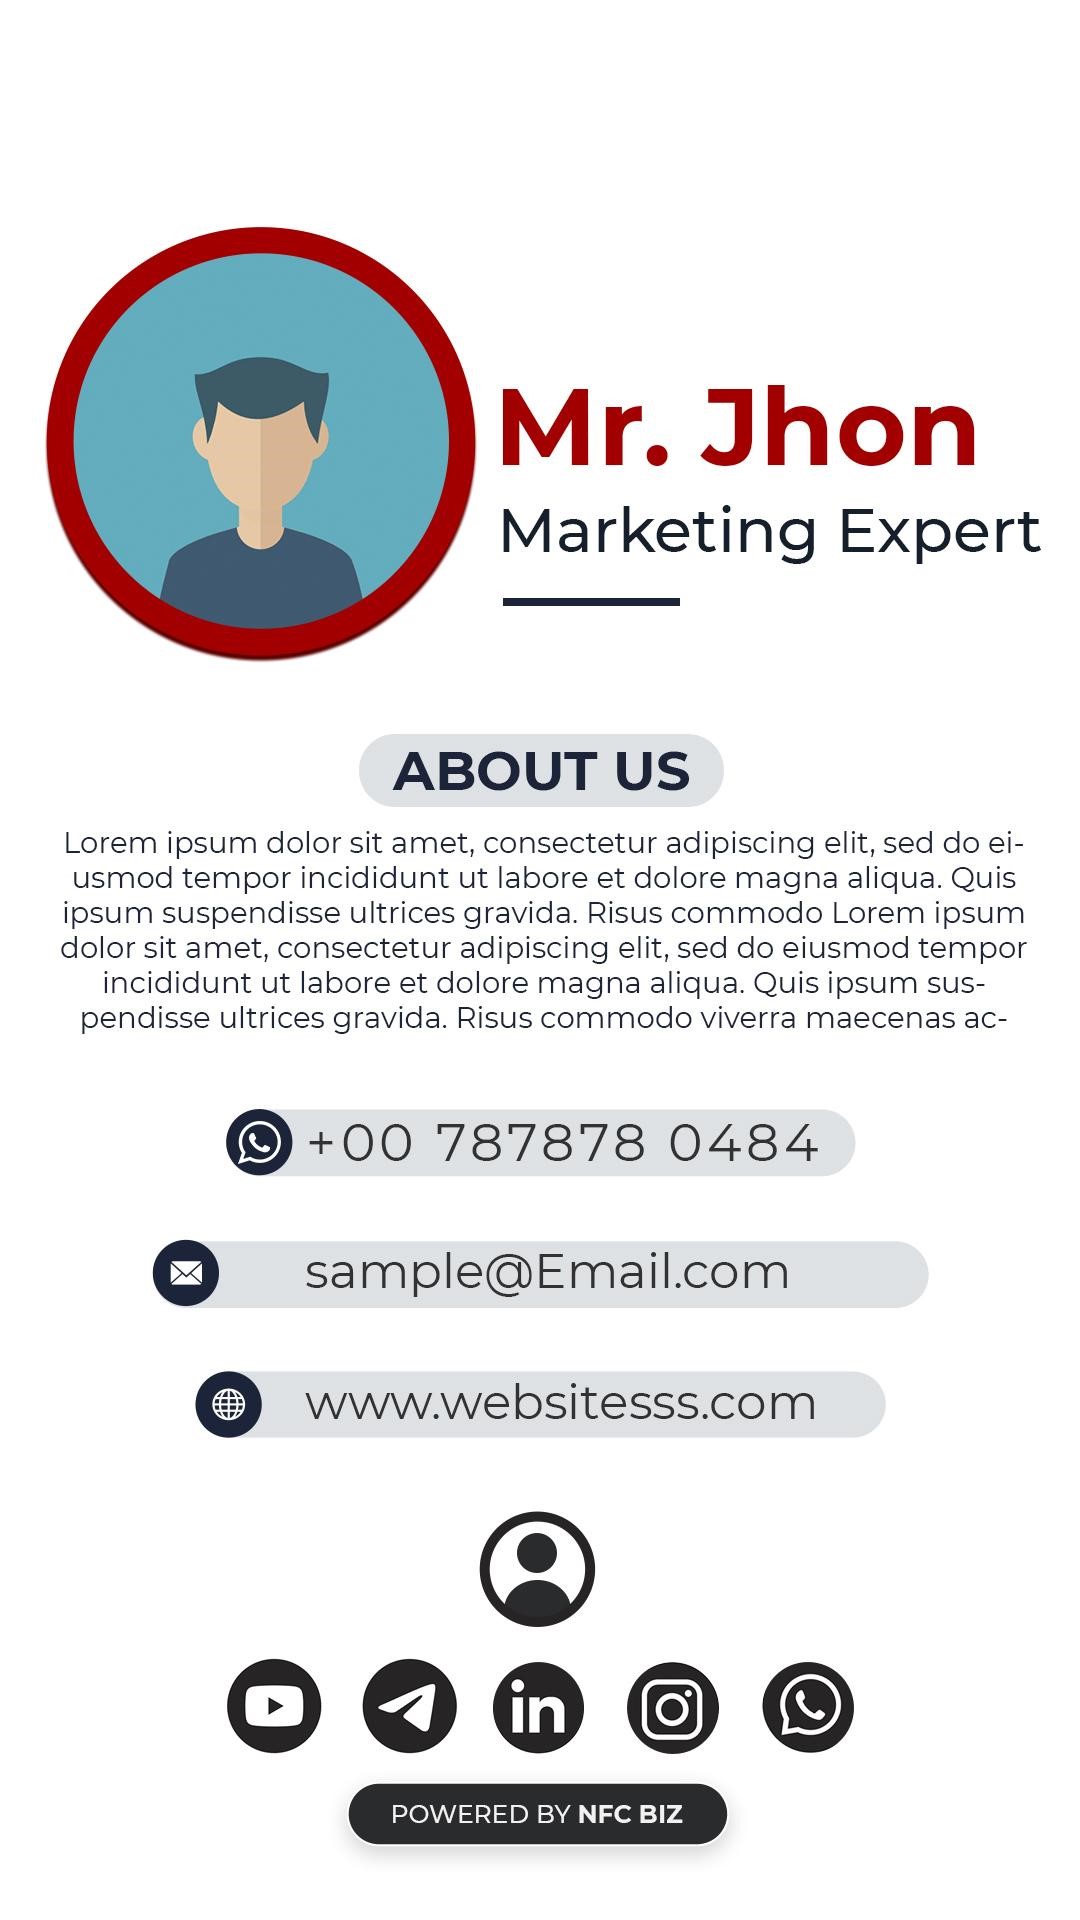 Mr. Jhon
Marketing Expert
ABOUT US
Lorem ipsum dolor sit amet, consectetur adipiscing elit, sed do ei-
usmod tempor incididunt ut labore et dolore magna aliqua. Quis
ipsum suspendisse ultrices gravida. Risus commodo Lorem ipsum
dolor sit amet, consectetur adipiscing elit, sed do eiusmod tempor
incididunt ut labore et dolore magna aliqua. Quis ipsum sus-
pendisse ultrices gravida. Risus commodo viverra maecenas ac-
+00 787878 0484
sample@Email.com
www.websitesss.com
in
POWERED BY NFC BIZ